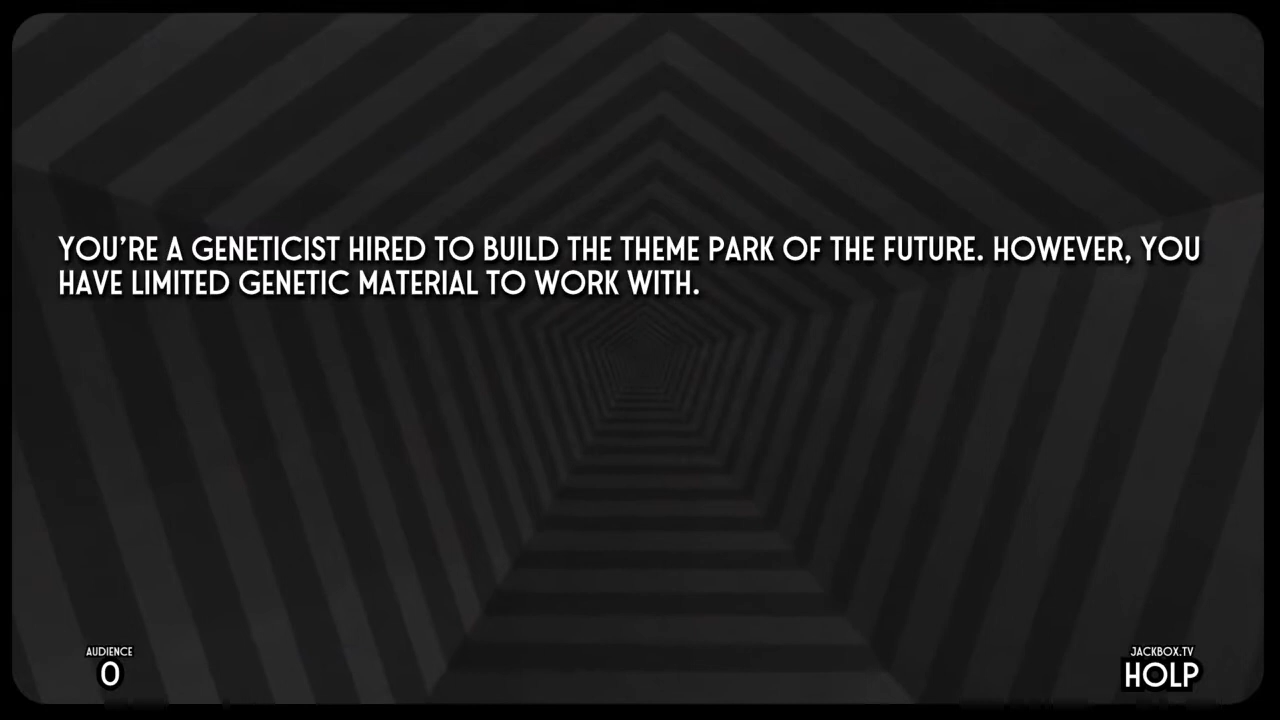 YOU'RE A GENETICIST HIRED TO BUILD THE THEME PARK OF THE FUTURE. HOWEVER, YOU
HAVE LIMITED GENETIC MATERIAL TO WORK WITH.
AUDIENCE
0
JACKBOX.TV
HOLP